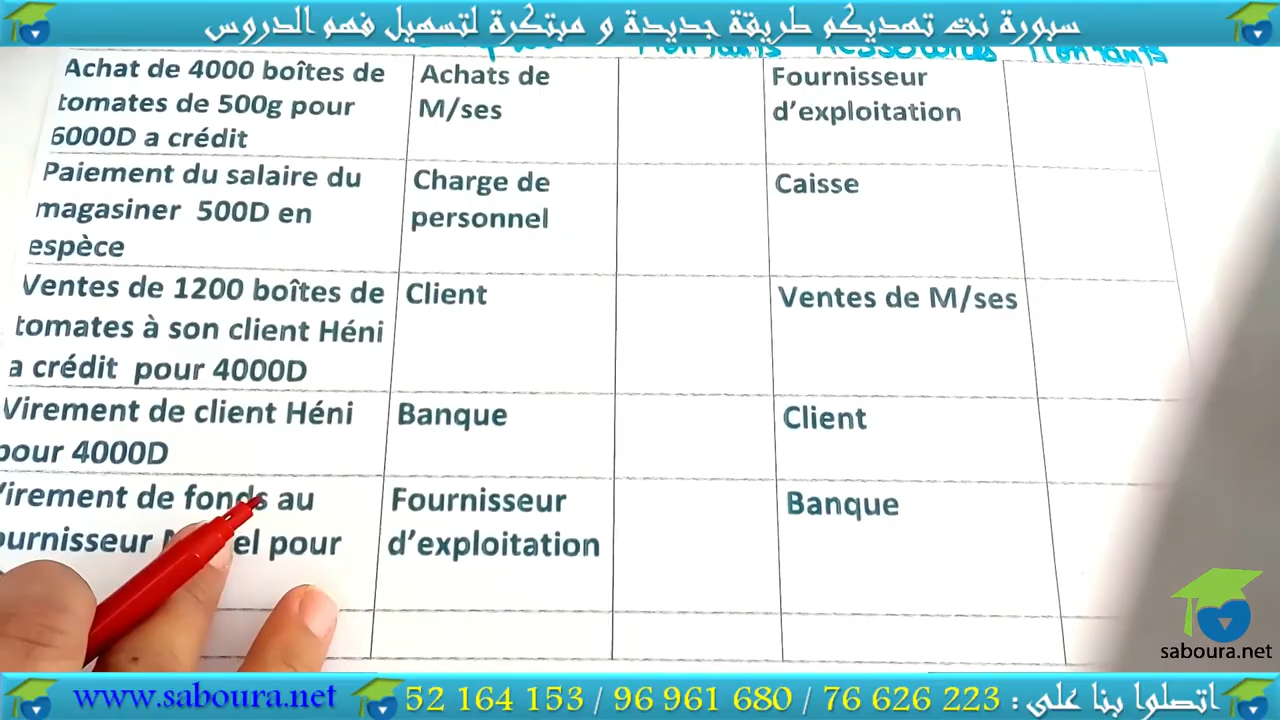 سبورة نت تهديكم طريقة جديدة و مبتكرة لتسهيل فهم الدروس
Montants Ressources Montants
Achat de 4000 boîtes de
tomates de 500g pour
6000D a crédit
Achats de
M/ses
Fournisseur
d'exploitation
Paiement du salaire du
magasiner 500D en
espèce
Charge de
personnel
Caisse
Ventes de 1200 boîtes de
tomates à son client Héni
a crédit pour 4000D
Client
Ventes de M/ses
Virement de client Héni
pour 4000D
Banque
Client
Virement de fonds au
pour
Fournisseur
d'exploitation
Banque
saboura.net
www.saboura.net
52 164 153 / 96 961 680 / 76 626 223 : اتصلوا بنا على